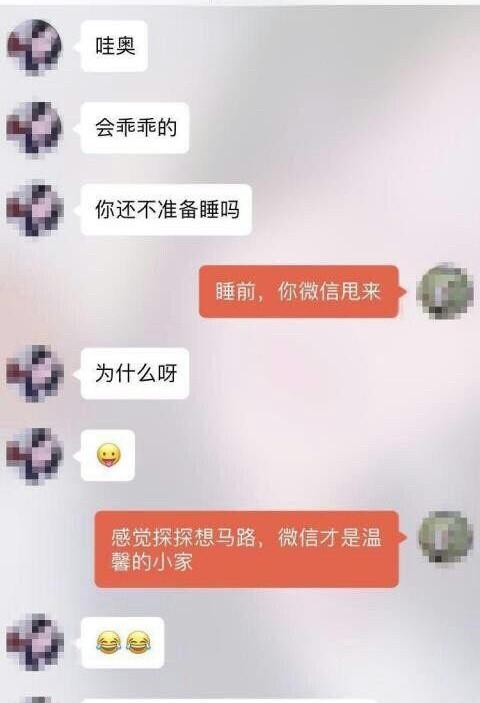 哇奥
会乖乖的
你还不准备睡吗
睡前，你微信甩来
为什么呀
😛
感觉探探想马路，微信才是温
馨的小家
😂😂